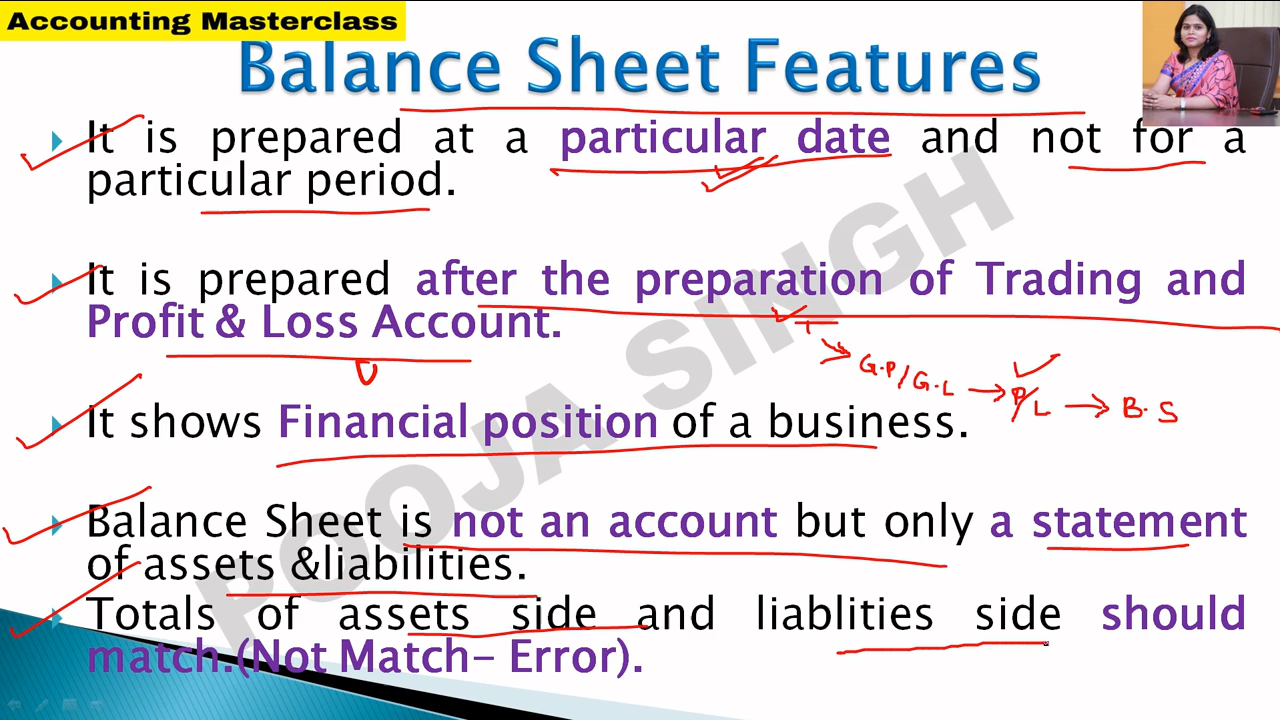 Accounting Masterclass
Balance Sheet Features
It is prepared at a particular date and not for a
particular period.
It is prepared after the preparation of Trading and
Profit & Loss Account.
G.P/G.L → P/L → B.S
It shows Financial position of a business.
Balance Sheet is not an account but only a statement
of assets &liabilities.
Totals of assets side and liablities side should
match.(Not Match- Error).
POOJA SINGH